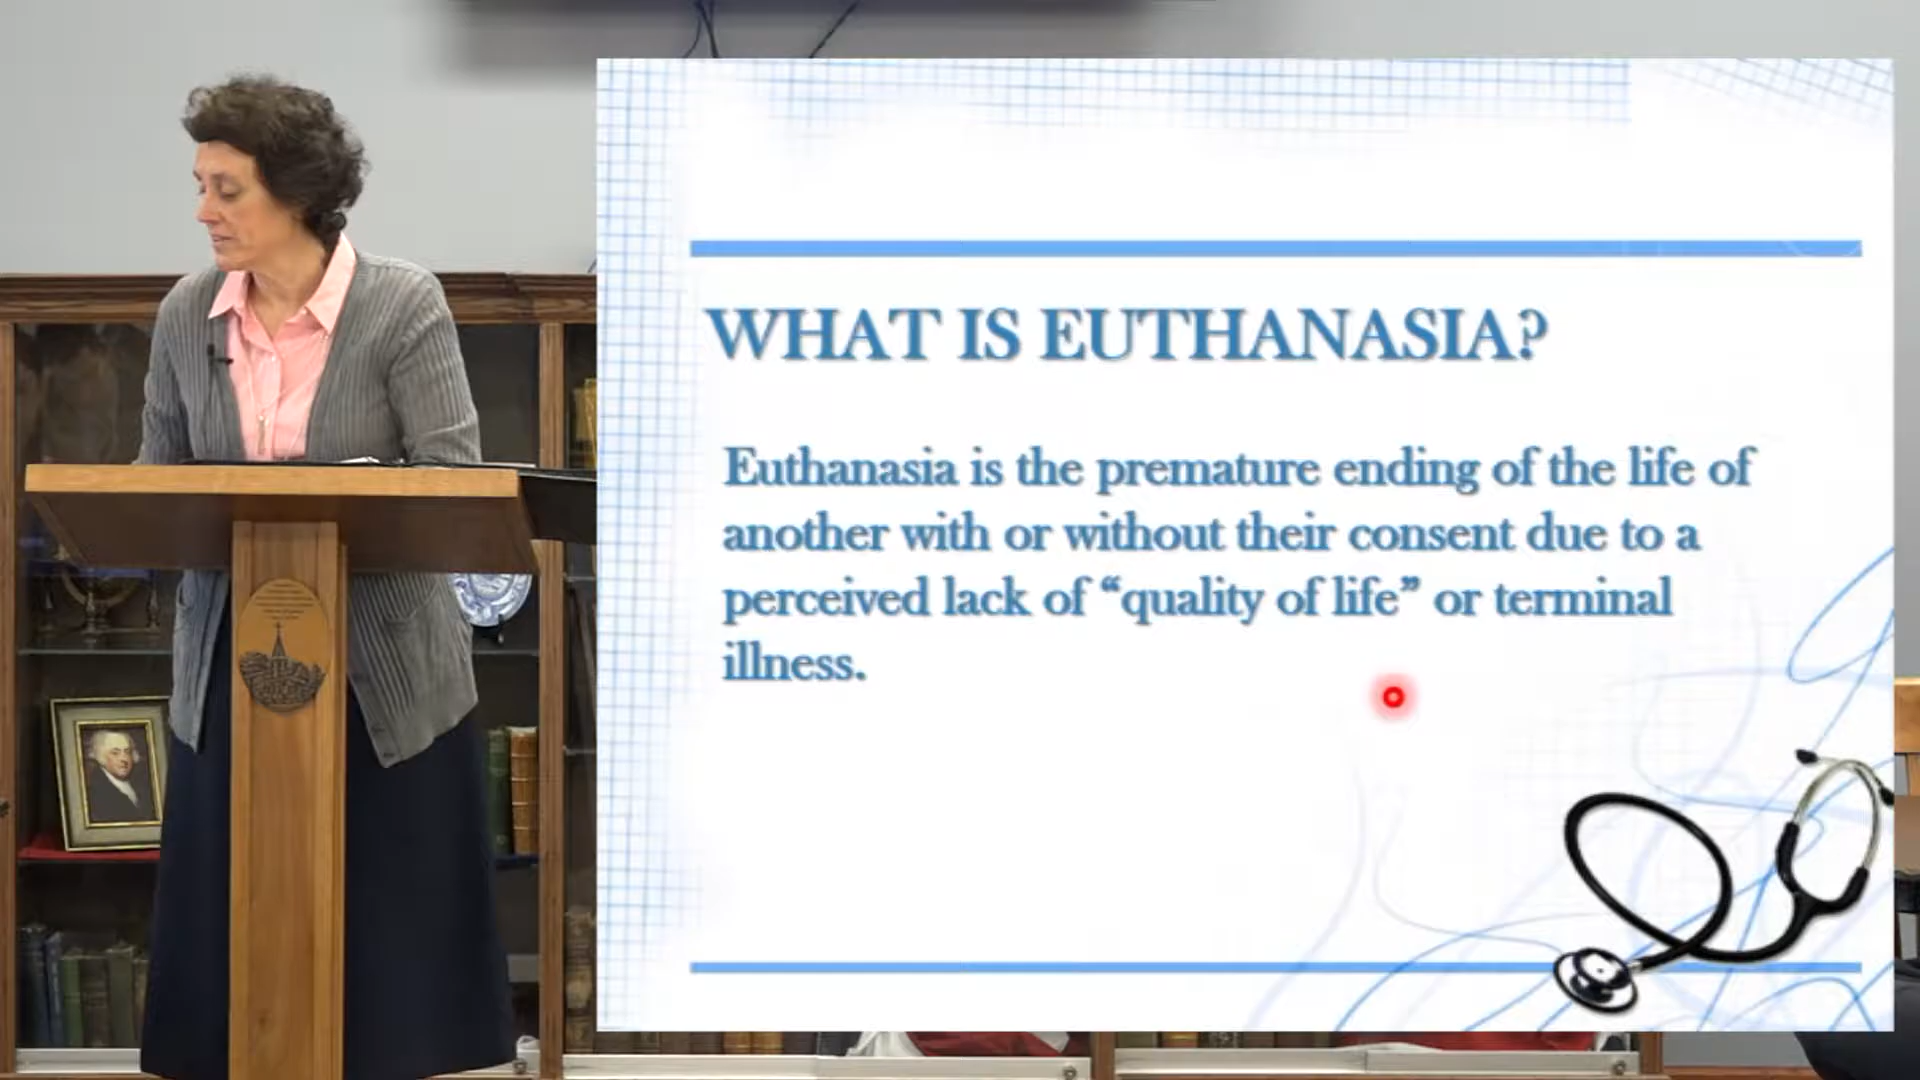 WHAT IS EUTHANASIA?
Euthanasia is the premature ending of the life of
another with or without their consent due to a
perceived lack of “quality of life” or terminal
illness.